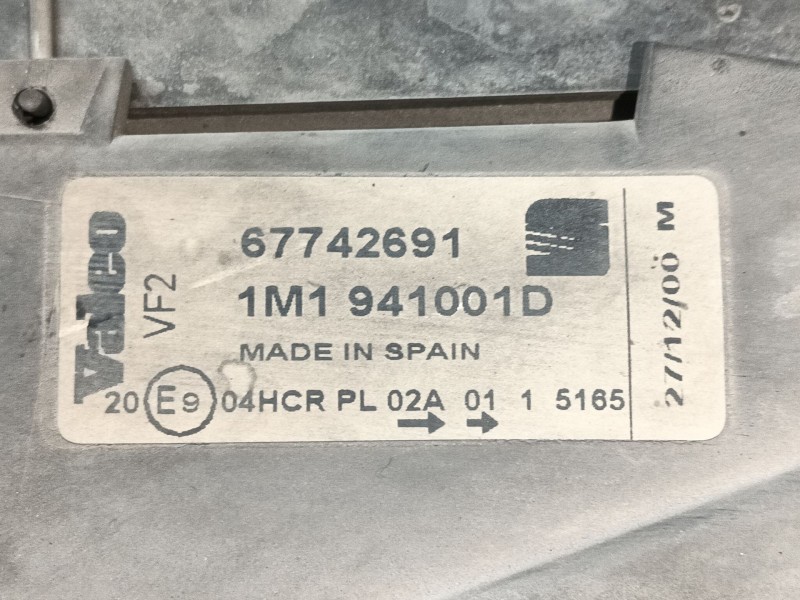 Valeo
VF2
67742691
1M1 941001D
MADE IN SPAIN
20 E9 04HCR PL 02A 01 1 5165
27/12/00 M